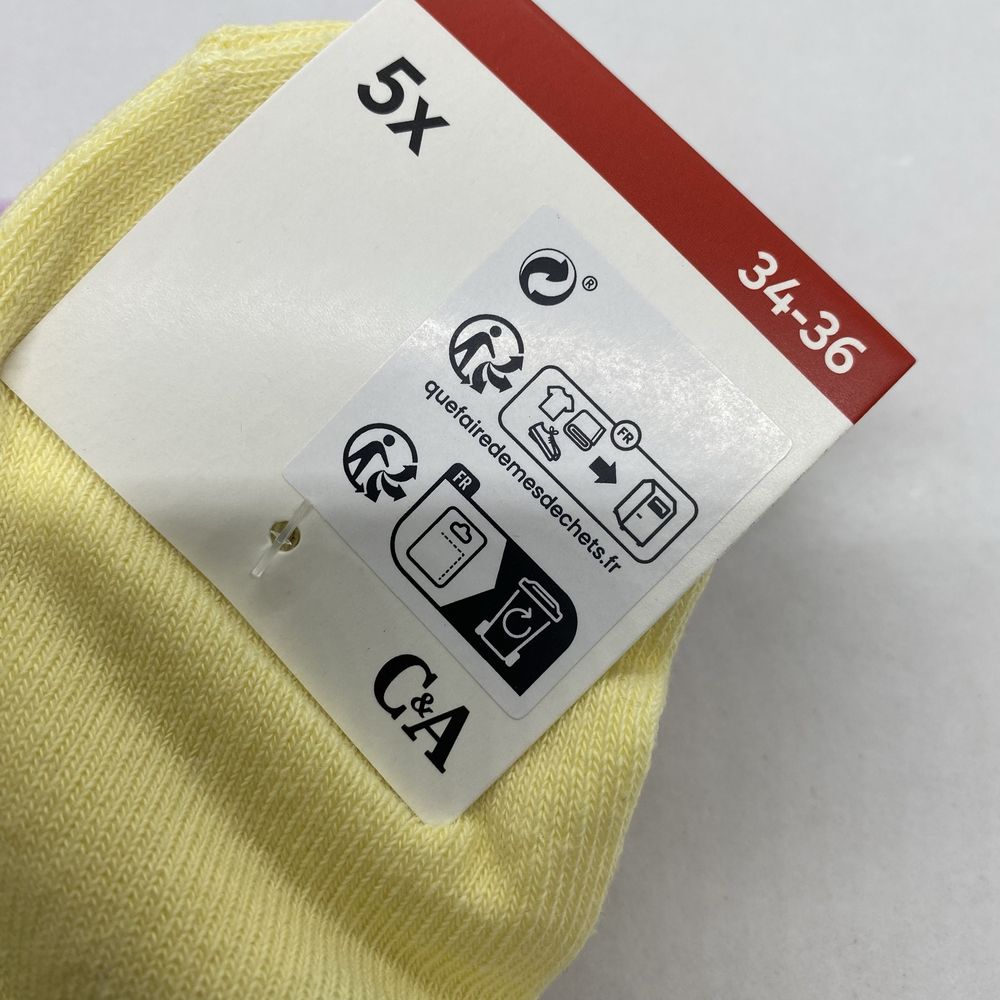 5x
34-36
®
FR
quefairedemesdechets.fr
FR
C&A